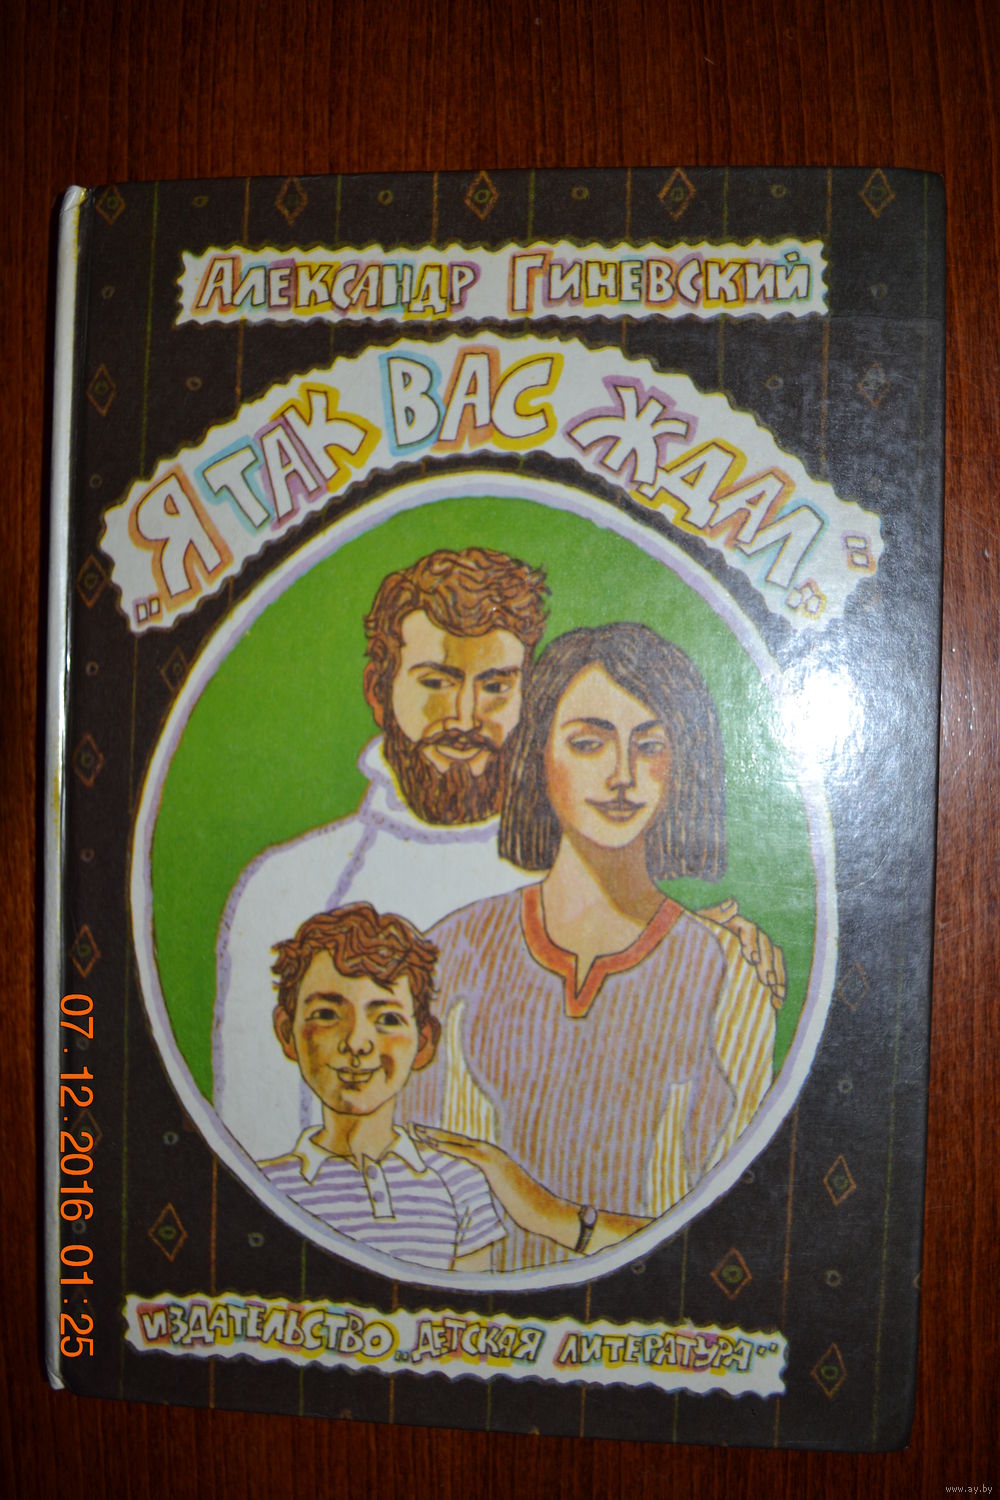 Александр Гиневский
„Я так вас ждал..."
издательство „детская литература"
07.12.2016 01:25
www.ay.by